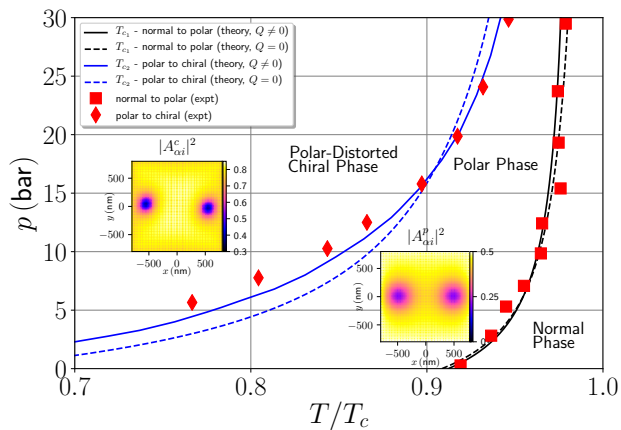 30
25
20
15
10
5
0
p (bar)
T_{c_1} - normal to polar (theory, Q ≠ 0)
T_{c_1} - normal to polar (theory, Q = 0)
T_{c_2} - polar to chiral (theory, Q ≠ 0)
T_{c_2} - polar to chiral (theory, Q = 0)
normal to polar (expt)
polar to chiral (expt)
|A^c_{αi}|^2
500
0
−500
y (nm)
−500 0 500
x (nm)
0.8
0.7
0.6
0.5
0.4
0.3
Polar-Distorted
Chiral Phase
Polar Phase
|A^p_{αi}|^2
500
0
−500
y (nm)
−500 0 500
x (nm)
0.5
0.25
0
Normal
Phase
0.7 0.8 0.9 1.0
T/T_c